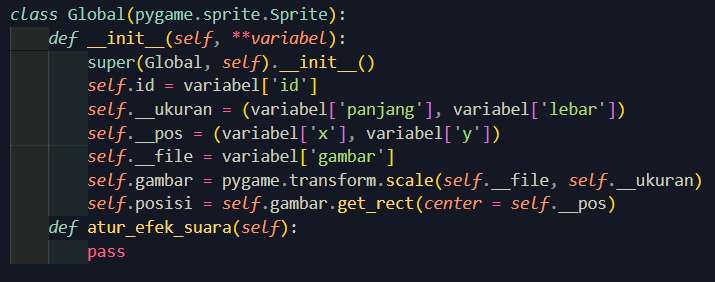 class Global(pygame.sprite.Sprite):
    def __init__(self, **variabel):
        super(Global, self).__init__()
        self.id = variabel['id']
        self.__ukuran = (variabel['panjang'], variabel['lebar'])
        self.__pos = (variabel['x'], variabel['y'])
        self.__file = variabel['gambar']
        self.gambar = pygame.transform.scale(self.__file, self.__ukuran)
        self.posisi = self.gambar.get_rect(center = self.__pos)
    def atur_efek_suara(self):
        pass